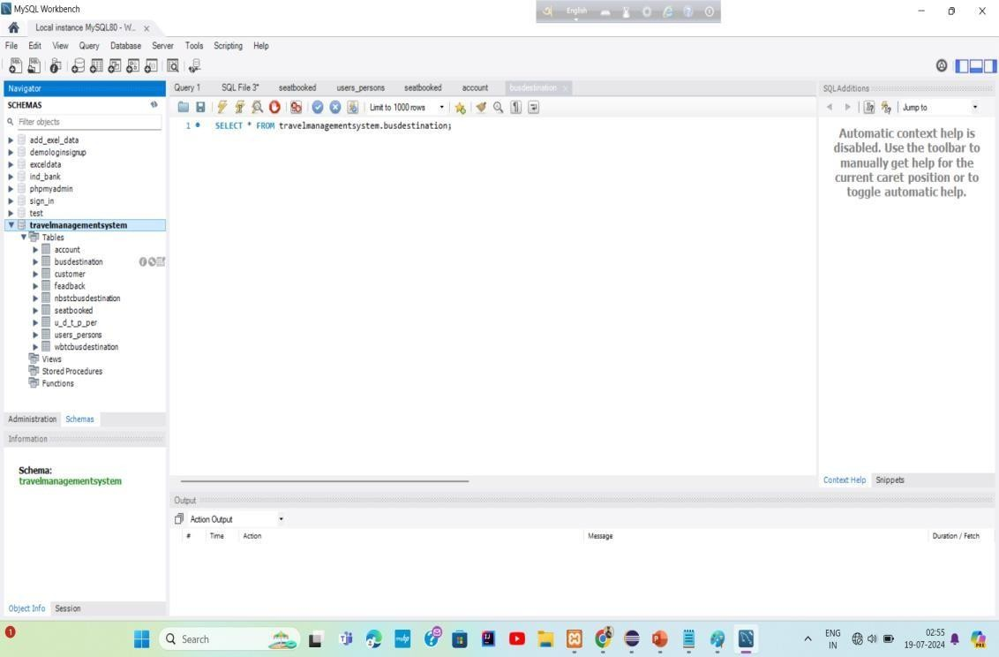 MySQL Workbench
English
Local instance MySQL80 - W... x
File Edit View Query Database Server Tools Scripting Help
Navigator
SCHEMAS
Filter objects
add_exel_data
demologinsignup
exceldata
ind_bank
phpmyadmin
sign_in
test
travelmanagementsystem
Tables
account
busdestination
customer
feadback
nbstcbusdestination
seatbooked
u_d_t_p_per
users_persons
wbtcbusdestination
Views
Stored Procedures
Functions
Administration Schemas
Information
Schema:
travelmanagementsystem
Object Info Session
Query 1 SQL File 3* seatbooked users_persons seatbooked account busdestination x
Limit to 1000 rows
1 SELECT * FROM travelmanagementsystem.busdestination;
Output
Action Output
# Time Action Message Duration / Fetch
SQLAdditions
Jump to
Automatic context help is
disabled. Use the toolbar to
manually get help for the
current caret position or to
toggle automatic help.
Context Help Snippets
1
Search
ENG
IN
02:55
19-07-2024
PRE